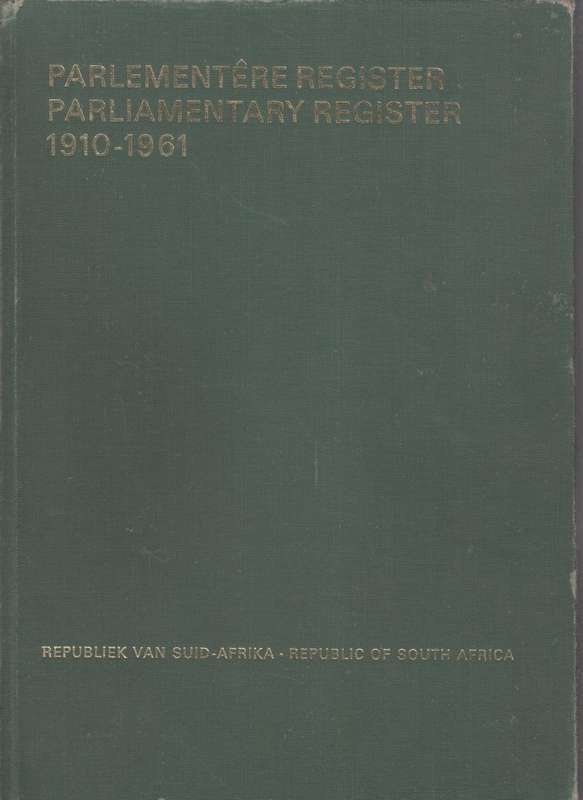 PARLEMENTÊRE REGISTER
PARLIAMENTARY REGISTER
1910-1961
REPUBLIEK VAN SUID-AFRIKA · REPUBLIC OF SOUTH AFRICA